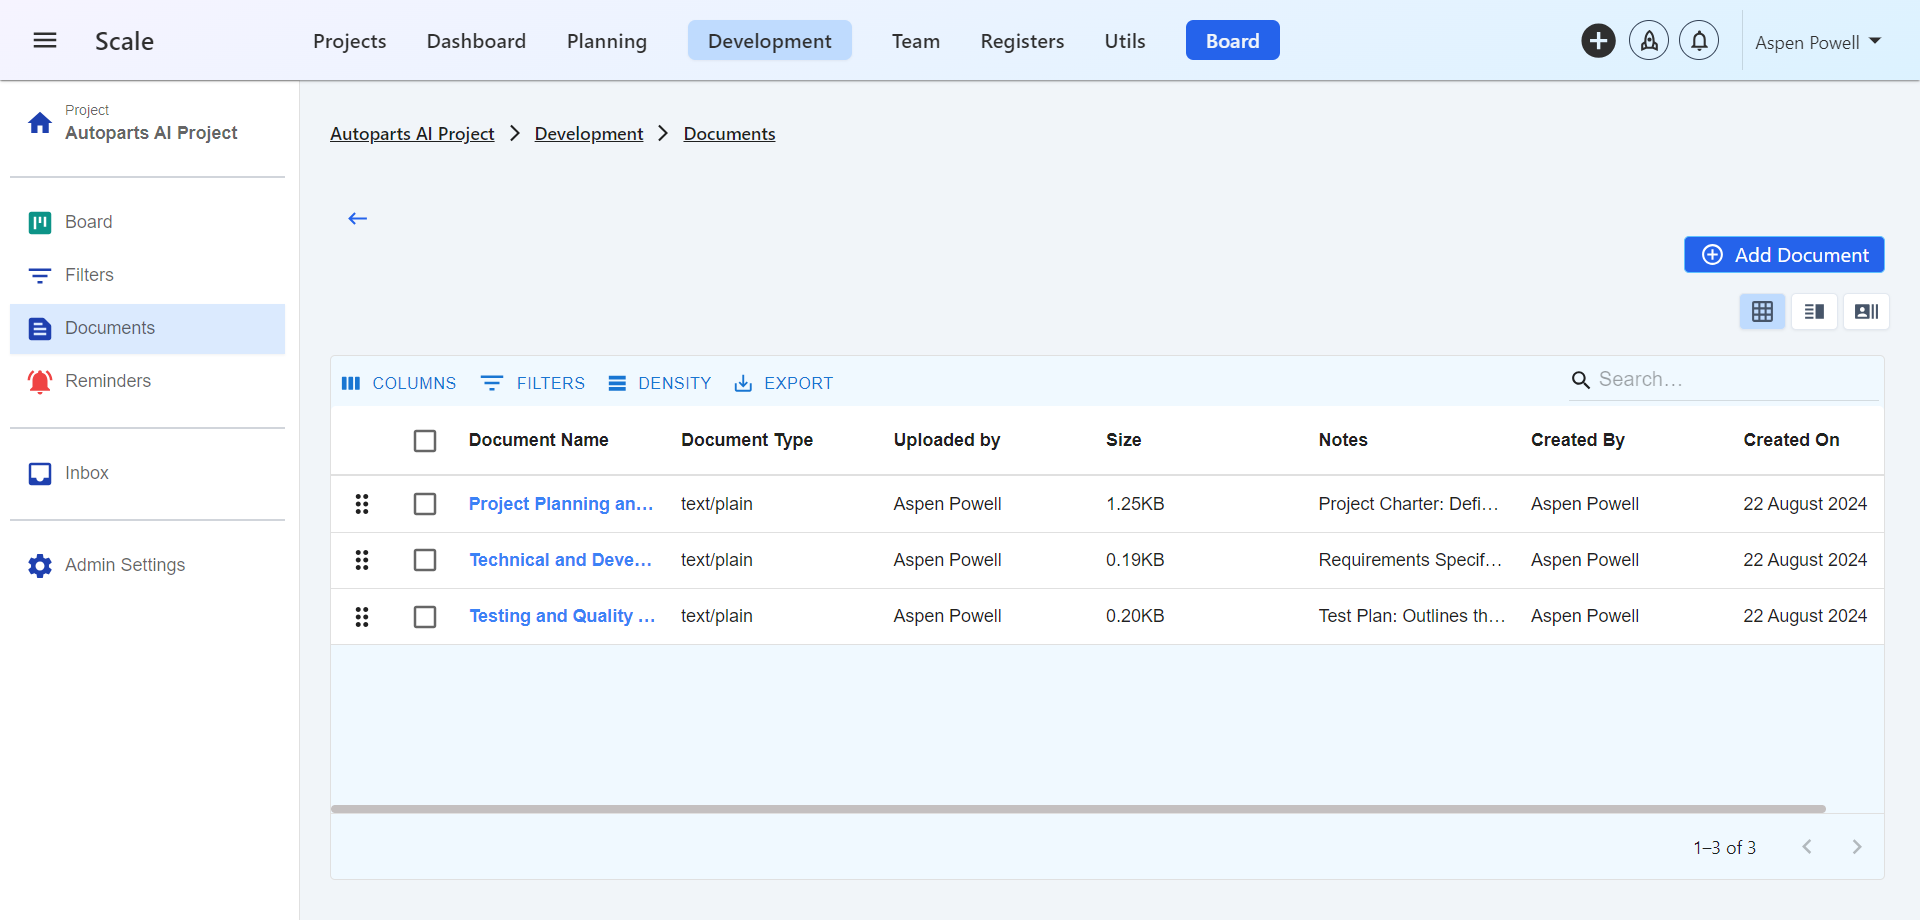 Scale
Projects
Dashboard
Planning
Development
Team
Registers
Utils
Board
Aspen Powell
Project
Autoparts AI Project
Board
Filters
Documents
Reminders
Inbox
Admin Settings
Autoparts AI Project > Development > Documents
Add Document
COLUMNS FILTERS DENSITY EXPORT Search…
Document Name Document Type Uploaded by Size Notes Created By Created On
Project Planning an… text/plain Aspen Powell 1.25KB Project Charter: Defi… Aspen Powell 22 August 2024
Technical and Deve… text/plain Aspen Powell 0.19KB Requirements Specif… Aspen Powell 22 August 2024
Testing and Quality … text/plain Aspen Powell 0.20KB Test Plan: Outlines th… Aspen Powell 22 August 2024
1–3 of 3